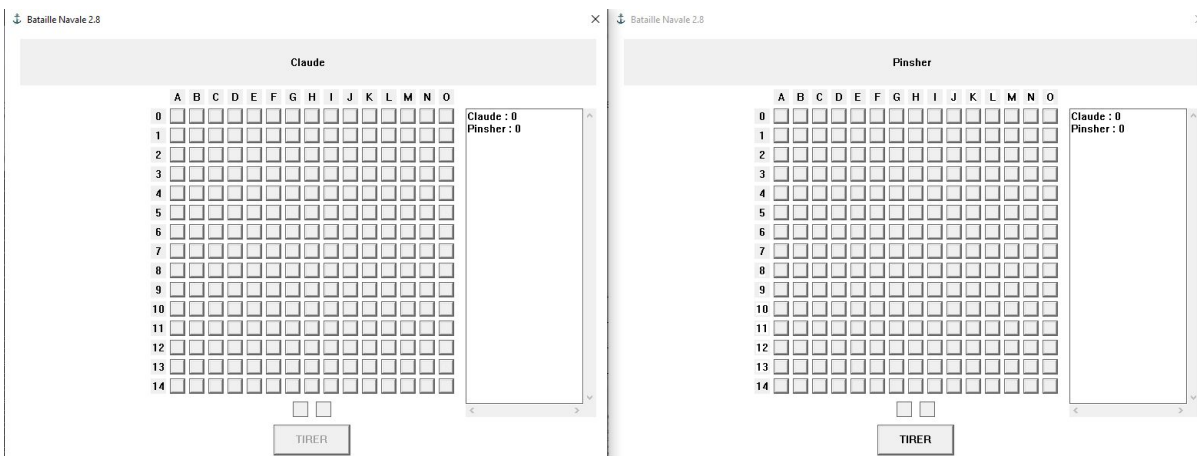 Bataille Navale 2.8
Claude
A B C D E F G H I J K L M N O
0
1
2
3
4
5
6
7
8
9
10
11
12
13
14
Claude : 0
Pinsher : 0
TIRER
Bataille Navale 2.8
Pinsher
A B C D E F G H I J K L M N O
0
1
2
3
4
5
6
7
8
9
10
11
12
13
14
Claude : 0
Pinsher : 0
TIRER